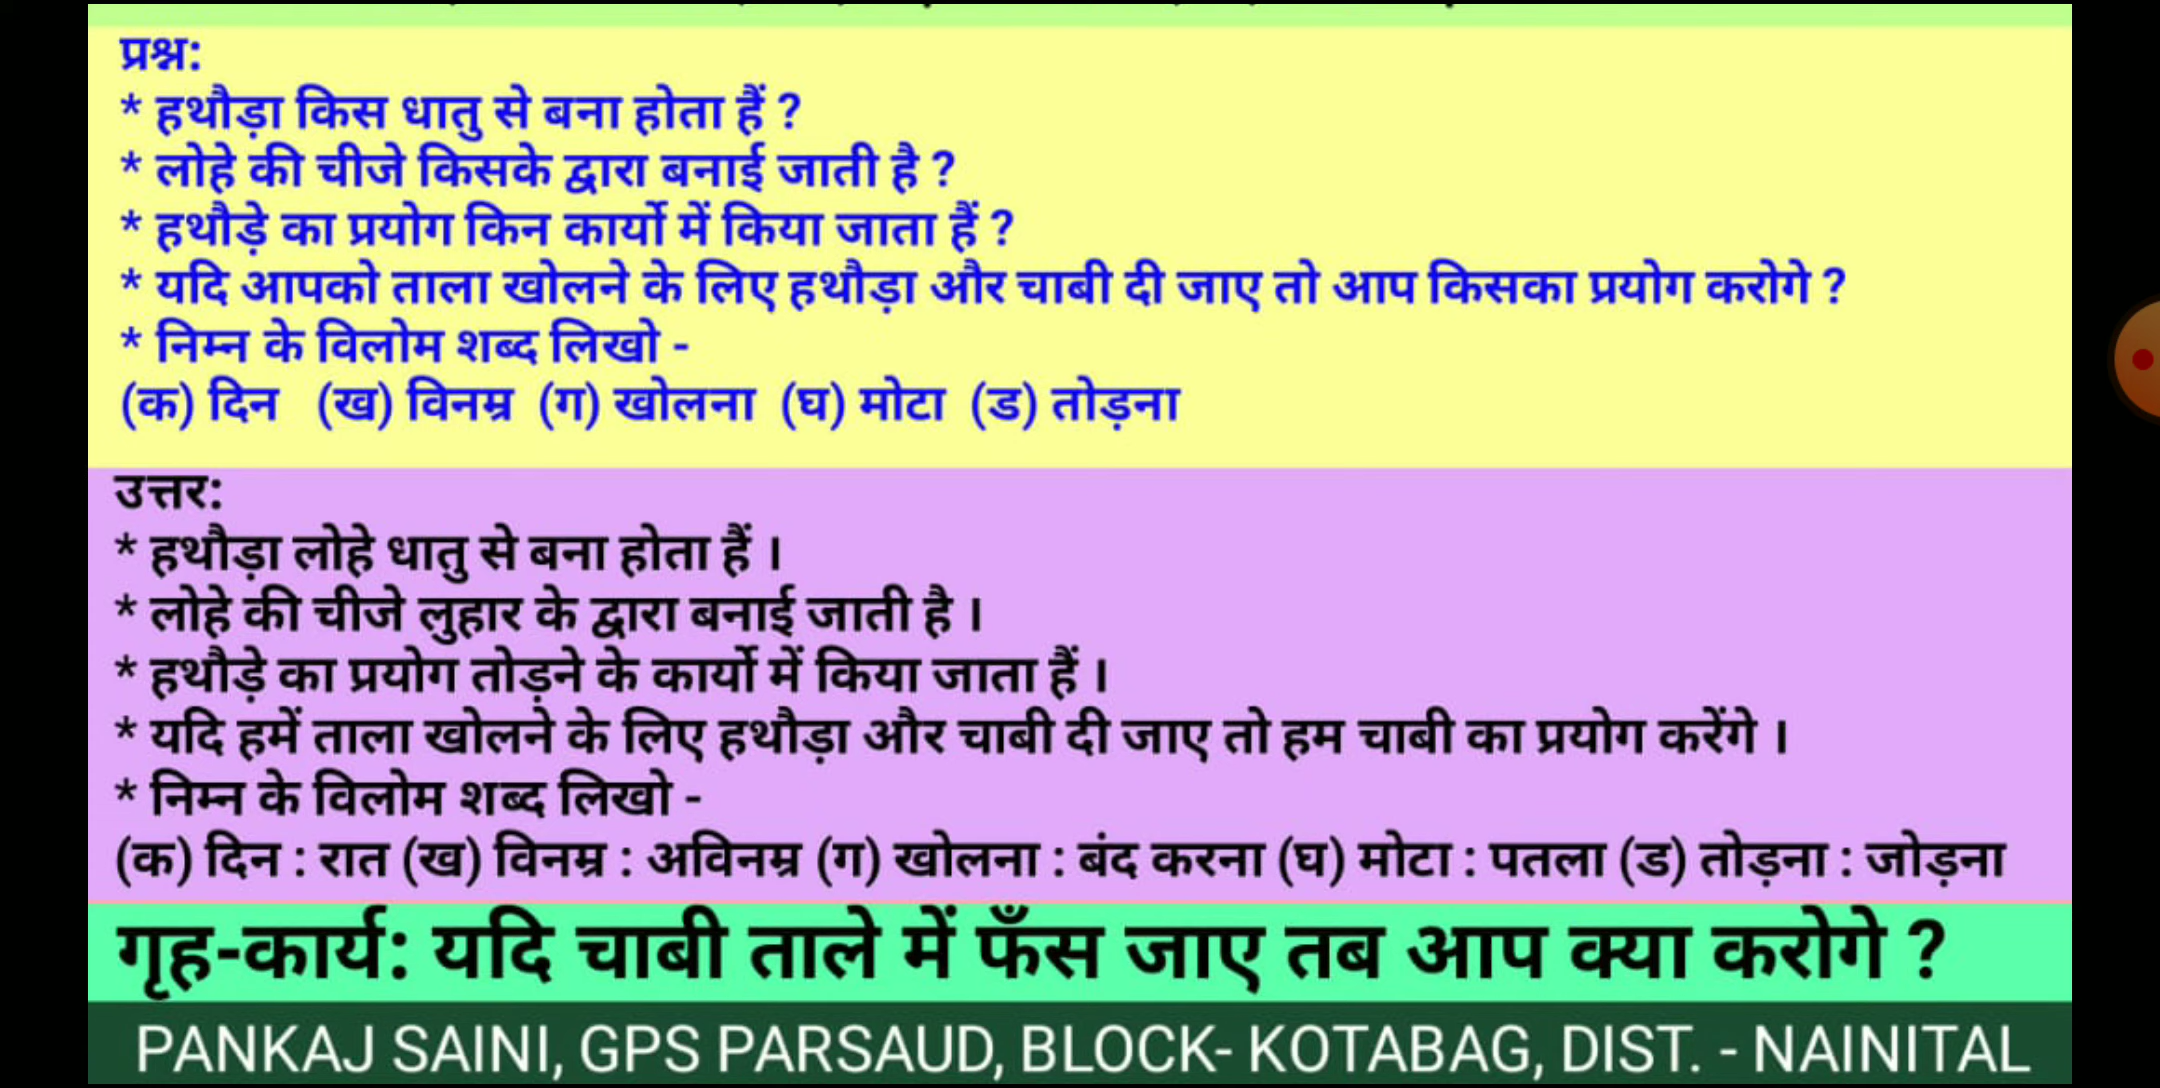 प्रश्न:
* हथौड़ा किस धातु से बना होता हैं ?
* लोहे की चीजे किसके द्वारा बनाई जाती है ?
* हथौड़े का प्रयोग किन कार्यो में किया जाता हैं ?
* यदि आपको ताला खोलने के लिए हथौड़ा और चाबी दी जाए तो आप किसका प्रयोग करोगे ?
* निम्न के विलोम शब्द लिखो -
(क) दिन (ख) विनम्र (ग) खोलना (घ) मोटा (ड) तोड़ना
उत्तर:
* हथौड़ा लोहे धातु से बना होता हैं ।
* लोहे की चीजे लुहार के द्वारा बनाई जाती है ।
* हथौड़े का प्रयोग तोड़ने के कार्यो में किया जाता हैं ।
* यदि हमें ताला खोलने के लिए हथौड़ा और चाबी दी जाए तो हम चाबी का प्रयोग करेंगे ।
* निम्न के विलोम शब्द लिखो -
(क) दिन : रात (ख) विनम्र : अविनम्र (ग) खोलना : बंद करना (घ) मोटा : पतला (ड) तोड़ना : जोड़ना
गृह-कार्य: यदि चाबी ताले में फँस जाए तब आप क्या करोगे ?
PANKAJ SAINI, GPS PARSAUD, BLOCK- KOTABAG, DIST. - NAINITAL